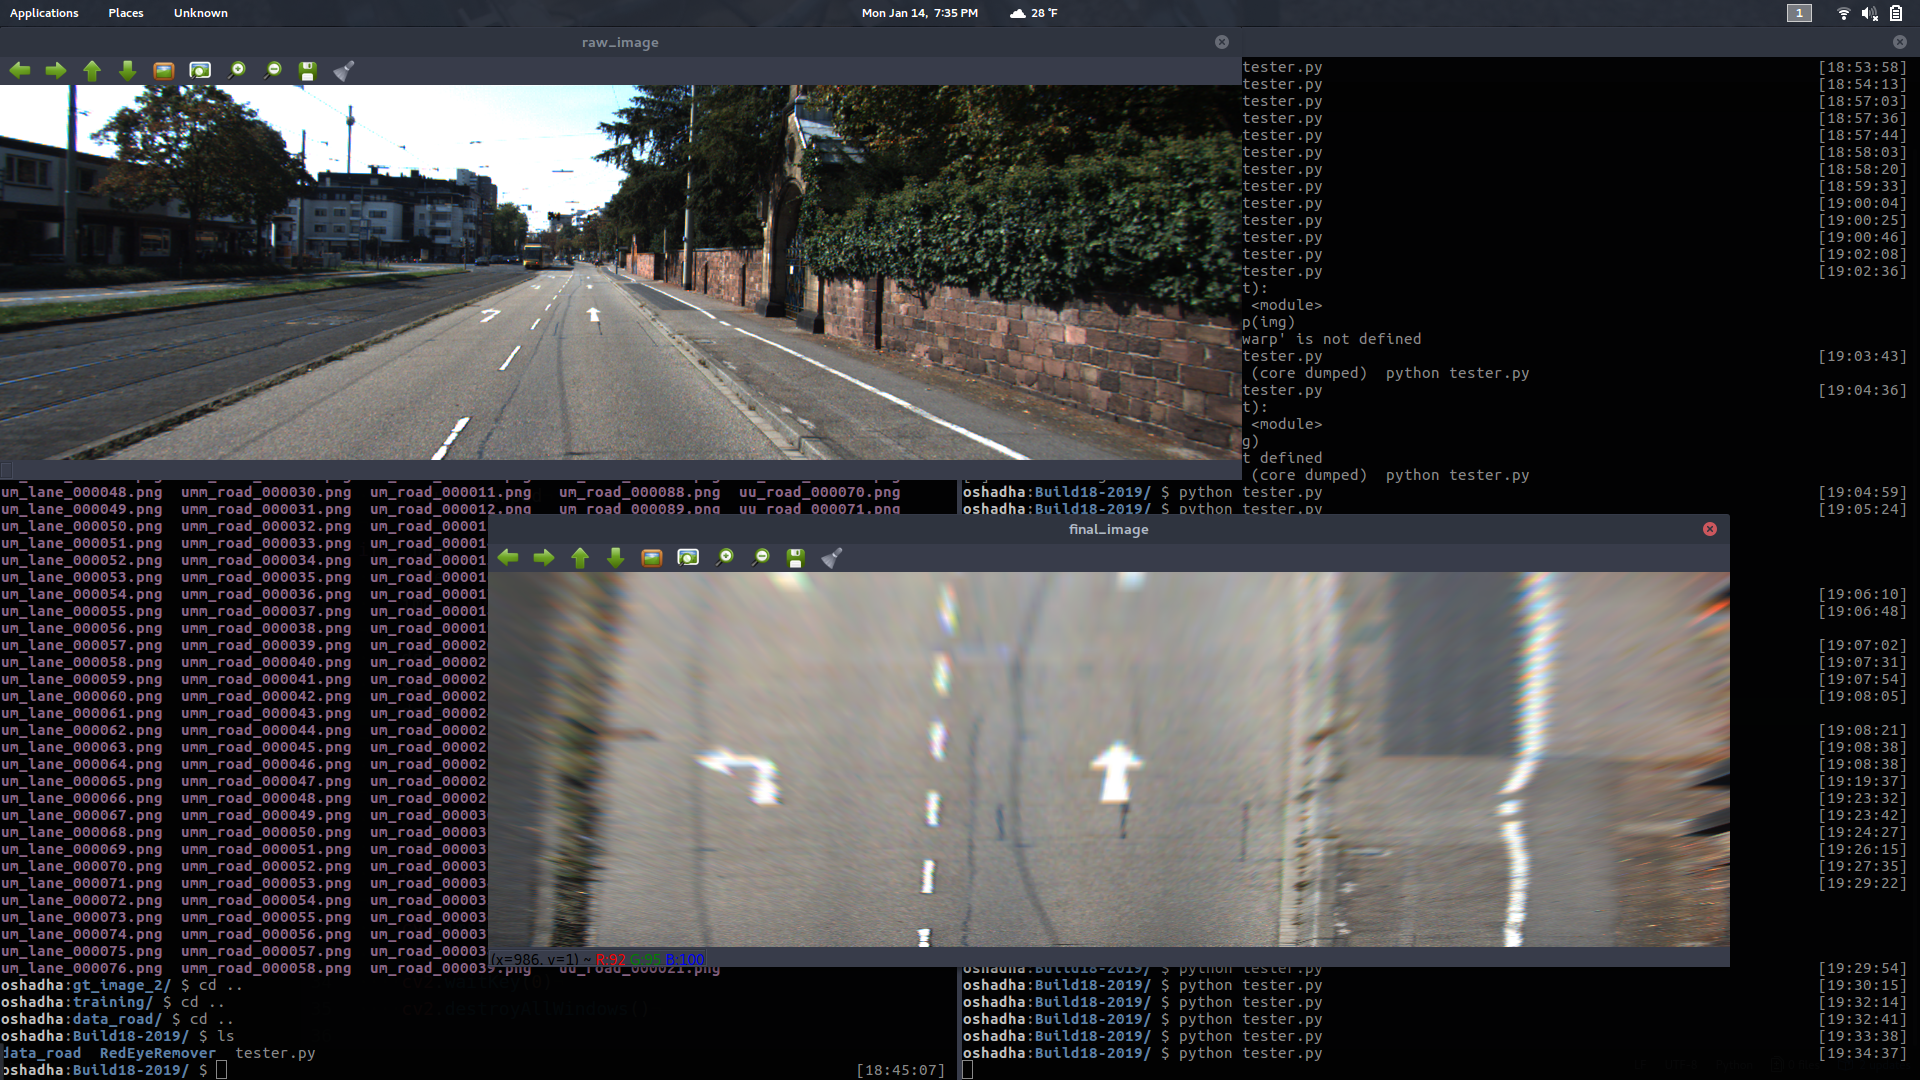 Applications Places Unknown Mon Jan 14, 7:35 PM 28 °F 1
raw_image
tester.py [18:53:58]
tester.py [18:54:13]
tester.py [18:57:03]
tester.py [18:57:36]
tester.py [18:57:44]
tester.py [18:58:03]
tester.py [18:58:20]
tester.py [18:59:33]
tester.py [19:00:04]
tester.py [19:00:25]
tester.py [19:00:46]
tester.py [19:02:08]
tester.py [19:02:36]
t):
<module>
p(img)
warp' is not defined
tester.py [19:03:43]
(core dumped) python tester.py
tester.py [19:04:36]
t):
<module>
g)
t defined
(core dumped) python tester.py
um_lane_000048.png umm_road_000030.png um_road_000011.png um_road_000088.png uu_road_000070.png
um_lane_000049.png umm_road_000031.png um_road_000012.png um_road_000089.png uu_road_000071.png
um_lane_000050.png umm_road_000032.png um_road_00001
um_lane_000051.png umm_road_000033.png um_road_00001
um_lane_000052.png umm_road_000034.png um_road_00001
um_lane_000053.png umm_road_000035.png um_road_00001
um_lane_000054.png umm_road_000036.png um_road_00001
um_lane_000055.png umm_road_000037.png um_road_00001
um_lane_000056.png umm_road_000038.png um_road_00001
um_lane_000057.png umm_road_000039.png um_road_00002
um_lane_000058.png umm_road_000040.png um_road_00002
um_lane_000059.png umm_road_000041.png um_road_00002
um_lane_000060.png umm_road_000042.png um_road_00002
um_lane_000061.png umm_road_000043.png um_road_00002
um_lane_000062.png umm_road_000044.png um_road_00002
um_lane_000063.png umm_road_000045.png um_road_00002
um_lane_000064.png umm_road_000046.png um_road_00002
um_lane_000065.png umm_road_000047.png um_road_00002
um_lane_000066.png umm_road_000048.png um_road_00002
um_lane_000067.png umm_road_000049.png um_road_00003
um_lane_000068.png umm_road_000050.png um_road_00003
um_lane_000069.png umm_road_000051.png um_road_00003
um_lane_000070.png umm_road_000052.png um_road_00003
um_lane_000071.png umm_road_000053.png um_road_00003
um_lane_000072.png umm_road_000054.png um_road_00003
um_lane_000073.png umm_road_000055.png um_road_00003
um_lane_000074.png umm_road_000056.png um_road_00003
um_lane_000075.png umm_road_000057.png um_road_00003
um_lane_000076.png umm_road_000058.png um_road_000039.png uu_road_000021.png
oshadha:gt_image_2/ $ cd ..
oshadha:training/ $ cd ..
oshadha:data_road/ $ cd ..
oshadha:Build18-2019/ $ ls
data_road RedEyeRemover tester.py
oshadha:Build18-2019/ $ [18:45:07]
cv2.waitKey(0)
cv2.destroyAllWindows()
oshadha:Build18-2019/ $ python tester.py [19:04:59]
oshadha:Build18-2019/ $ python tester.py [19:05:24]
final_image
(x=986, y=1) ~ R:92 G:95 B:100
[19:06:10]
[19:06:48]
[19:07:02]
[19:07:31]
[19:07:54]
[19:08:05]
[19:08:21]
[19:08:38]
[19:08:38]
[19:19:37]
[19:23:32]
[19:23:42]
[19:24:27]
[19:26:15]
[19:27:35]
[19:29:22]
oshadha:Build18-2019/ $ python tester.py [19:29:54]
oshadha:Build18-2019/ $ python tester.py [19:30:15]
oshadha:Build18-2019/ $ python tester.py [19:32:14]
oshadha:Build18-2019/ $ python tester.py [19:32:41]
oshadha:Build18-2019/ $ python tester.py [19:33:38]
oshadha:Build18-2019/ $ python tester.py [19:34:37]